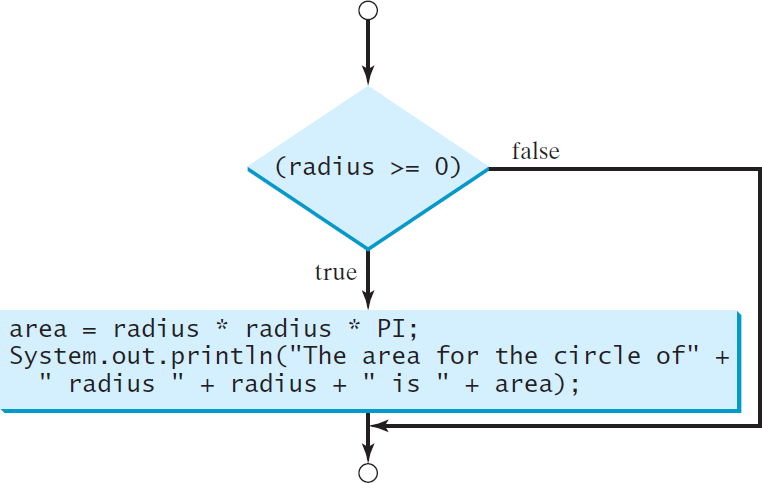 (radius >= 0)
false
true
area = radius * radius * PI;
System.out.println("The area for the circle of" +
" radius " + radius + " is " + area);